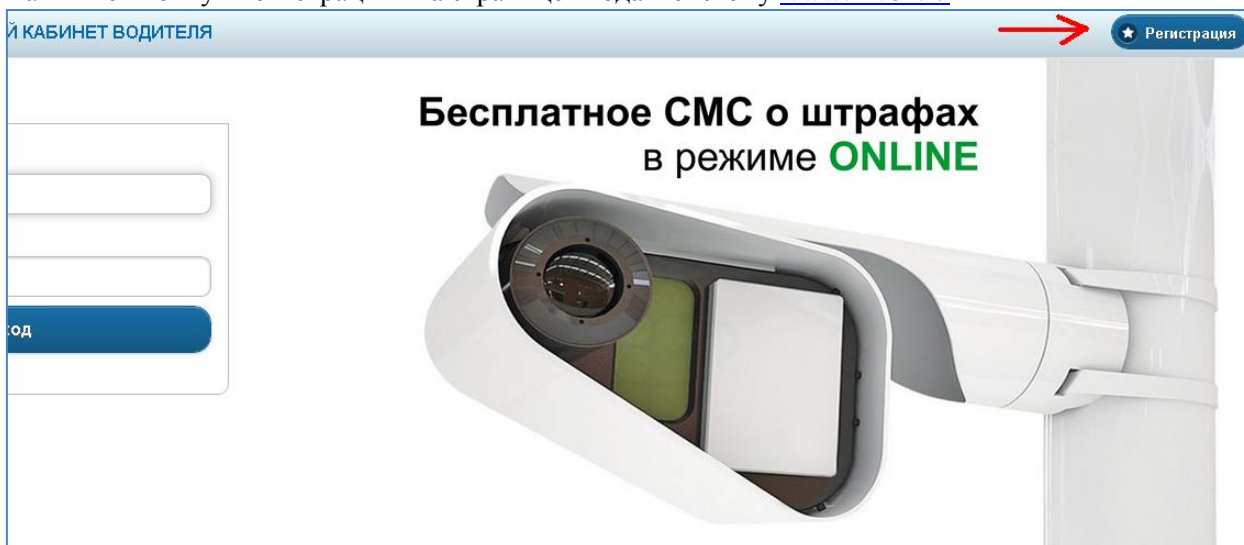 Й КАБИНЕТ ВОДИТЕЛЯ
Регистрация
Бесплатное СМС о штрафах
в режиме ONLINE
ход